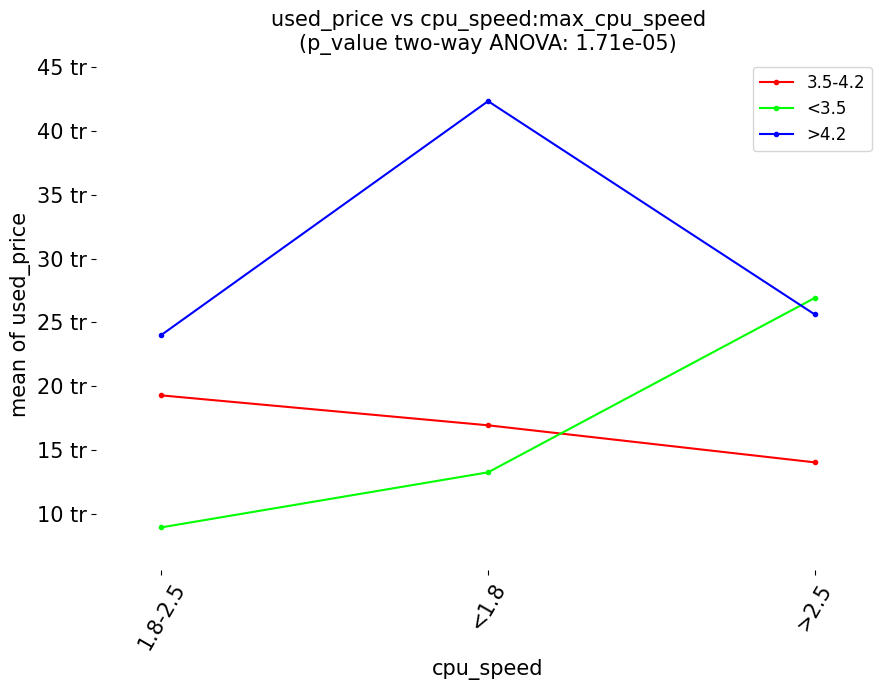 used_price vs cpu_speed:max_cpu_speed
(p_value two-way ANOVA: 1.71e-05)
45 tr
40 tr
35 tr
30 tr
25 tr
20 tr
15 tr
10 tr
mean of used_price
3.5-4.2
<3.5
>4.2
1.8-2.5
<1.8
>2.5
cpu_speed